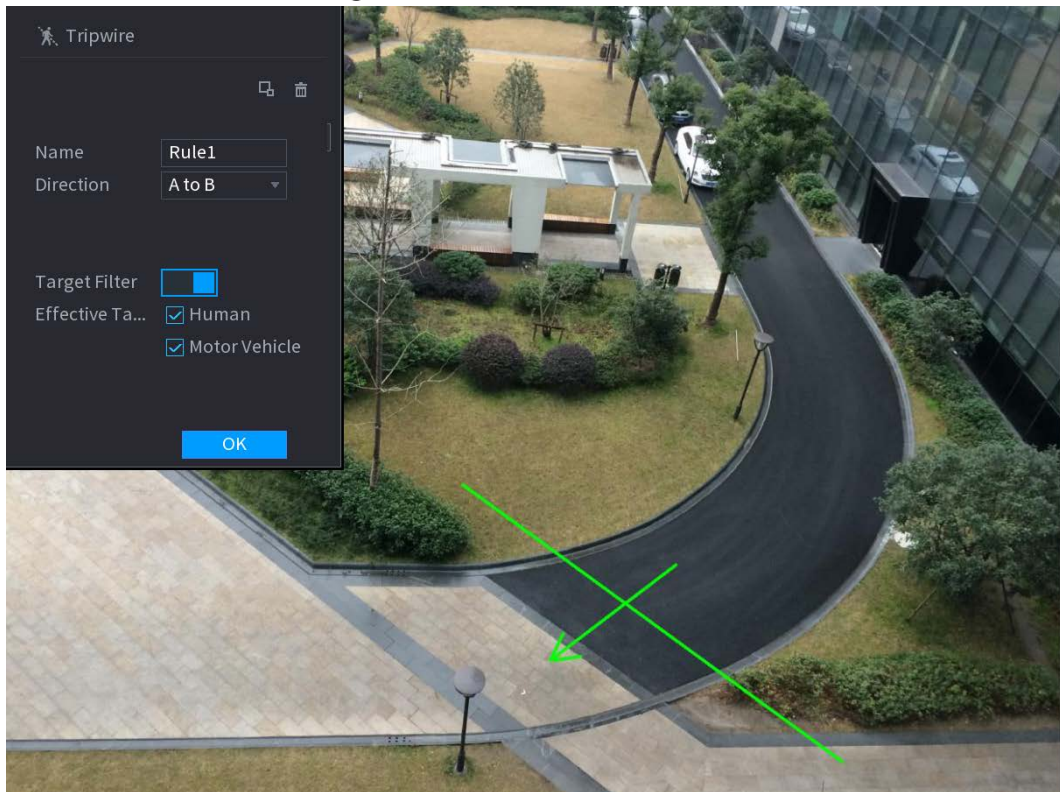 Tripwire
Name Rule1
Direction A to B
Target Filter
Effective Ta... Human
Motor Vehicle
OK